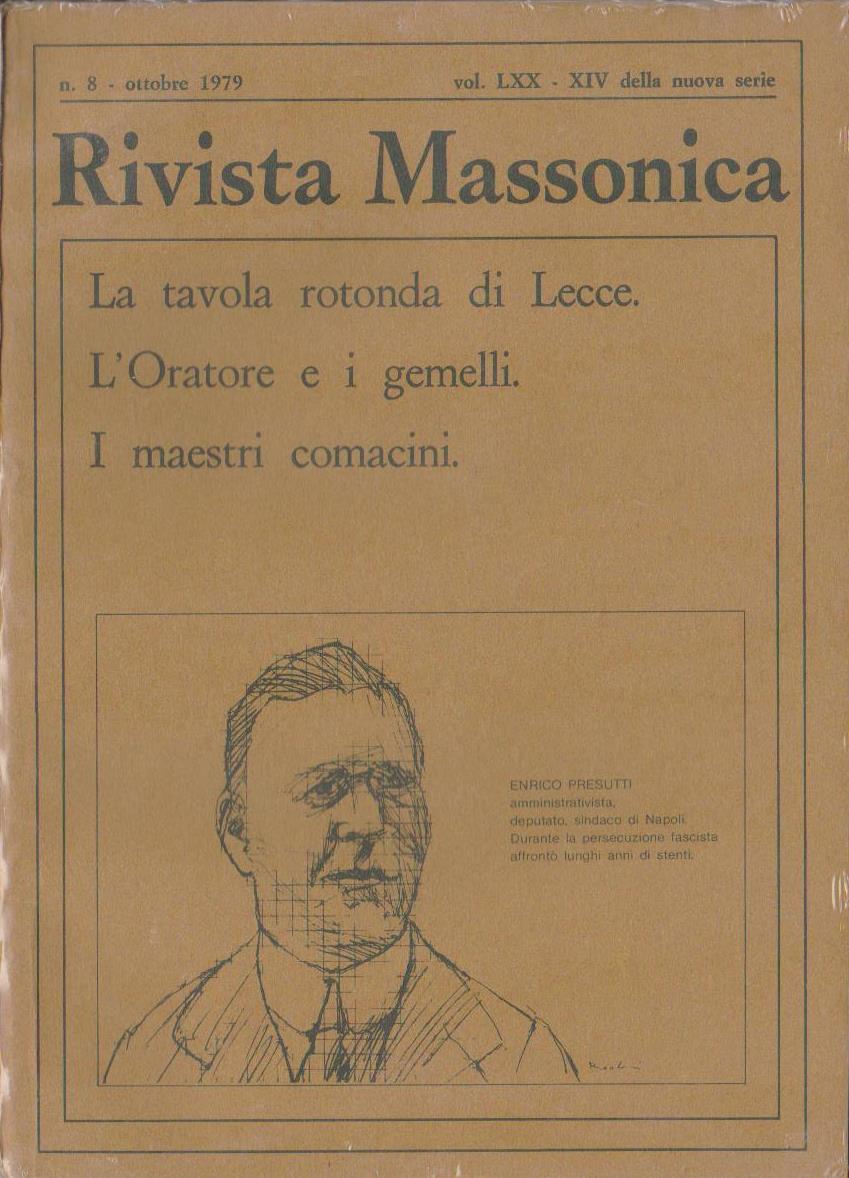 n. 8 - ottobre 1979
vol. LXX - XIV della nuova serie
Rivista Massonica
La tavola rotonda di Lecce.
L'Oratore e i gemelli.
I maestri comacini.
ENRICO PRESUTTI
amministrativista,
deputato, sindaco di Napoli.
Durante la persecuzione fascista
affrontò lunghi anni di stenti.